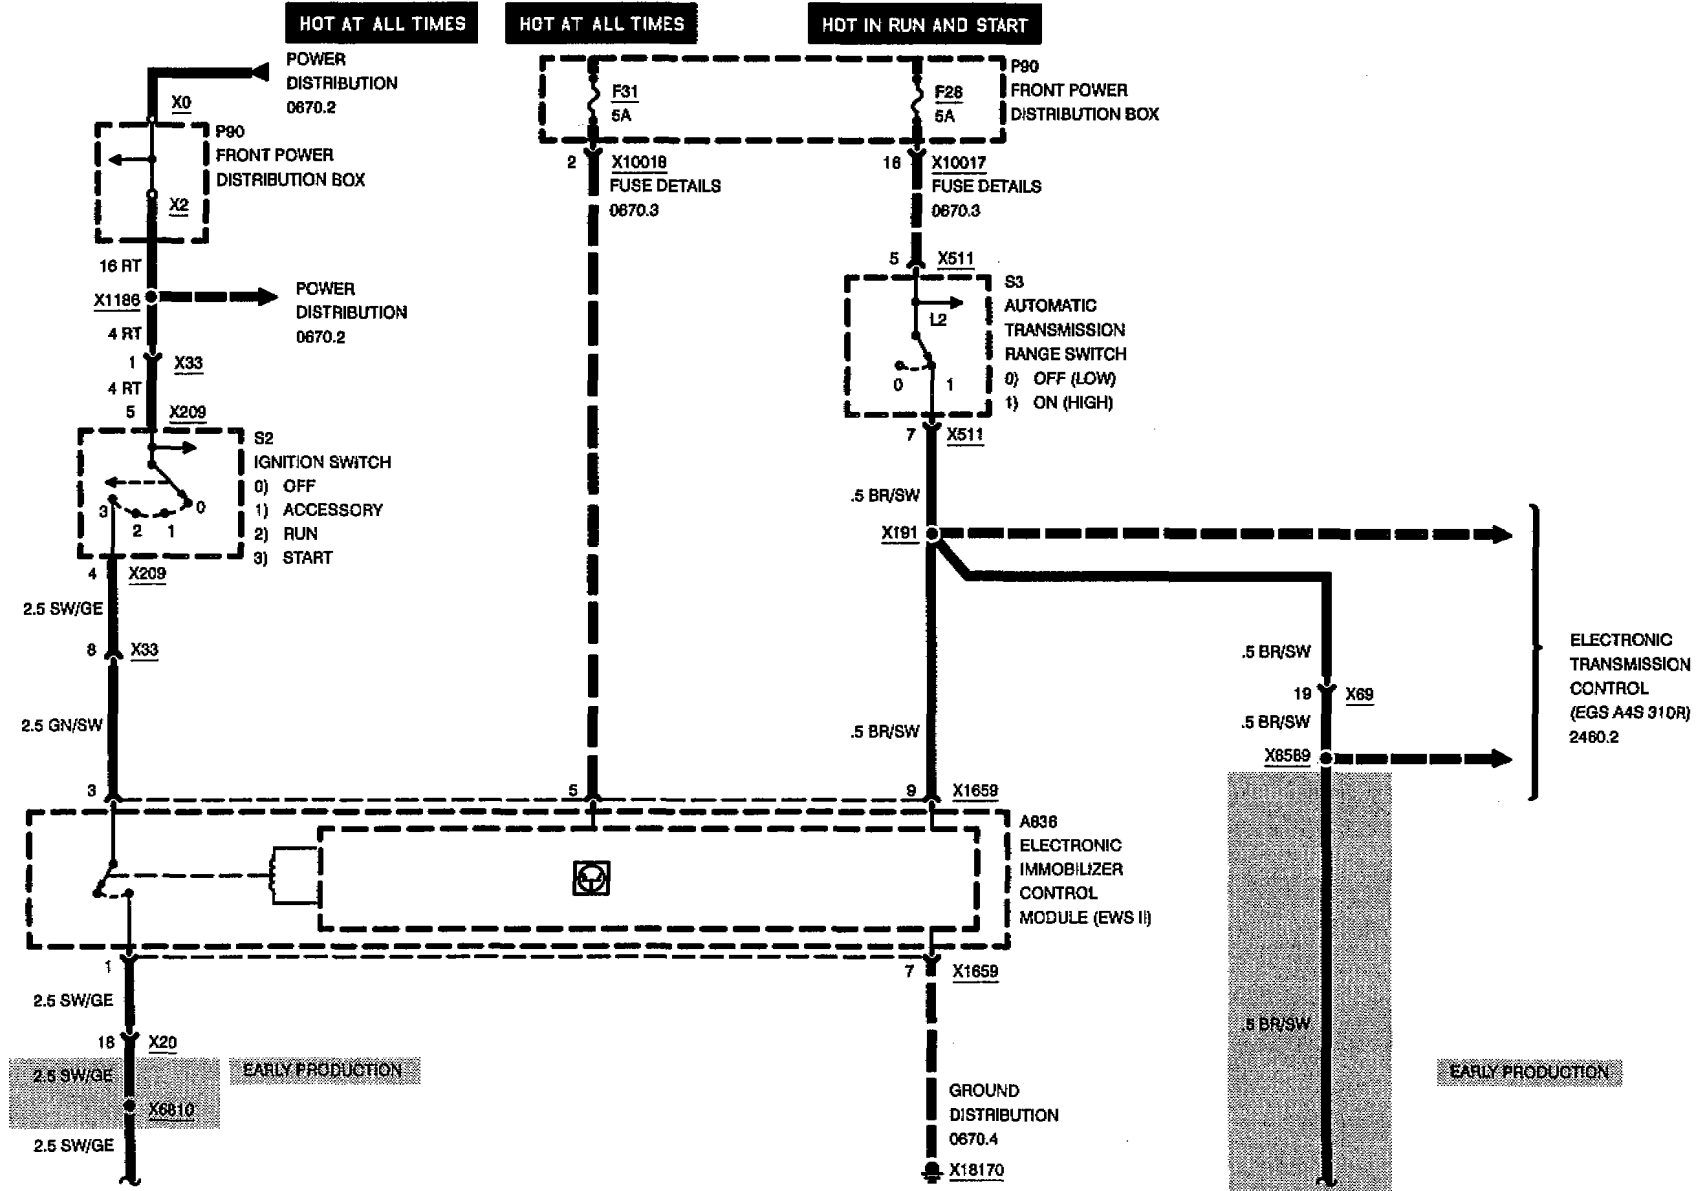 HOT AT ALL TIMES
HOT AT ALL TIMES
HOT IN RUN AND START
POWER
DISTRIBUTION
0670.2
X0
P90
FRONT POWER
DISTRIBUTION BOX
X2
16 RT
X1186
POWER
DISTRIBUTION
0670.2
4 RT
1 X33
4 RT
5 X209
S2
IGNITION SWITCH
0) OFF
1) ACCESSORY
2) RUN
3) START
3 2 1 0
4 X209
2.5 SW/GE
8 X33
2.5 GN/SW
F31
5A
F28
5A
P90
FRONT POWER
DISTRIBUTION BOX
2 X10018
FUSE DETAILS
0670.3
16 X10017
FUSE DETAILS
0670.3
5 X511
S3
AUTOMATIC
TRANSMISSION
RANGE SWITCH
0) OFF (LOW)
1) ON (HIGH)
L2
0 1
7 X511
.5 BR/SW
X191
.5 BR/SW
.5 BR/SW
19 X69
.5 BR/SW
X8589
ELECTRONIC
TRANSMISSION
CONTROL
(EGS A4S 310R)
2460.2
3 5 9 X1659
A836
ELECTRONIC
IMMOBILIZER
CONTROL
MODULE (EWS II)
1 7 X1659
2.5 SW/GE
18 X20
2.5 SW/GE
EARLY PRODUCTION
X6810
2.5 SW/GE
GROUND
DISTRIBUTION
0670.4
X18170
.5 BR/SW
EARLY PRODUCTION